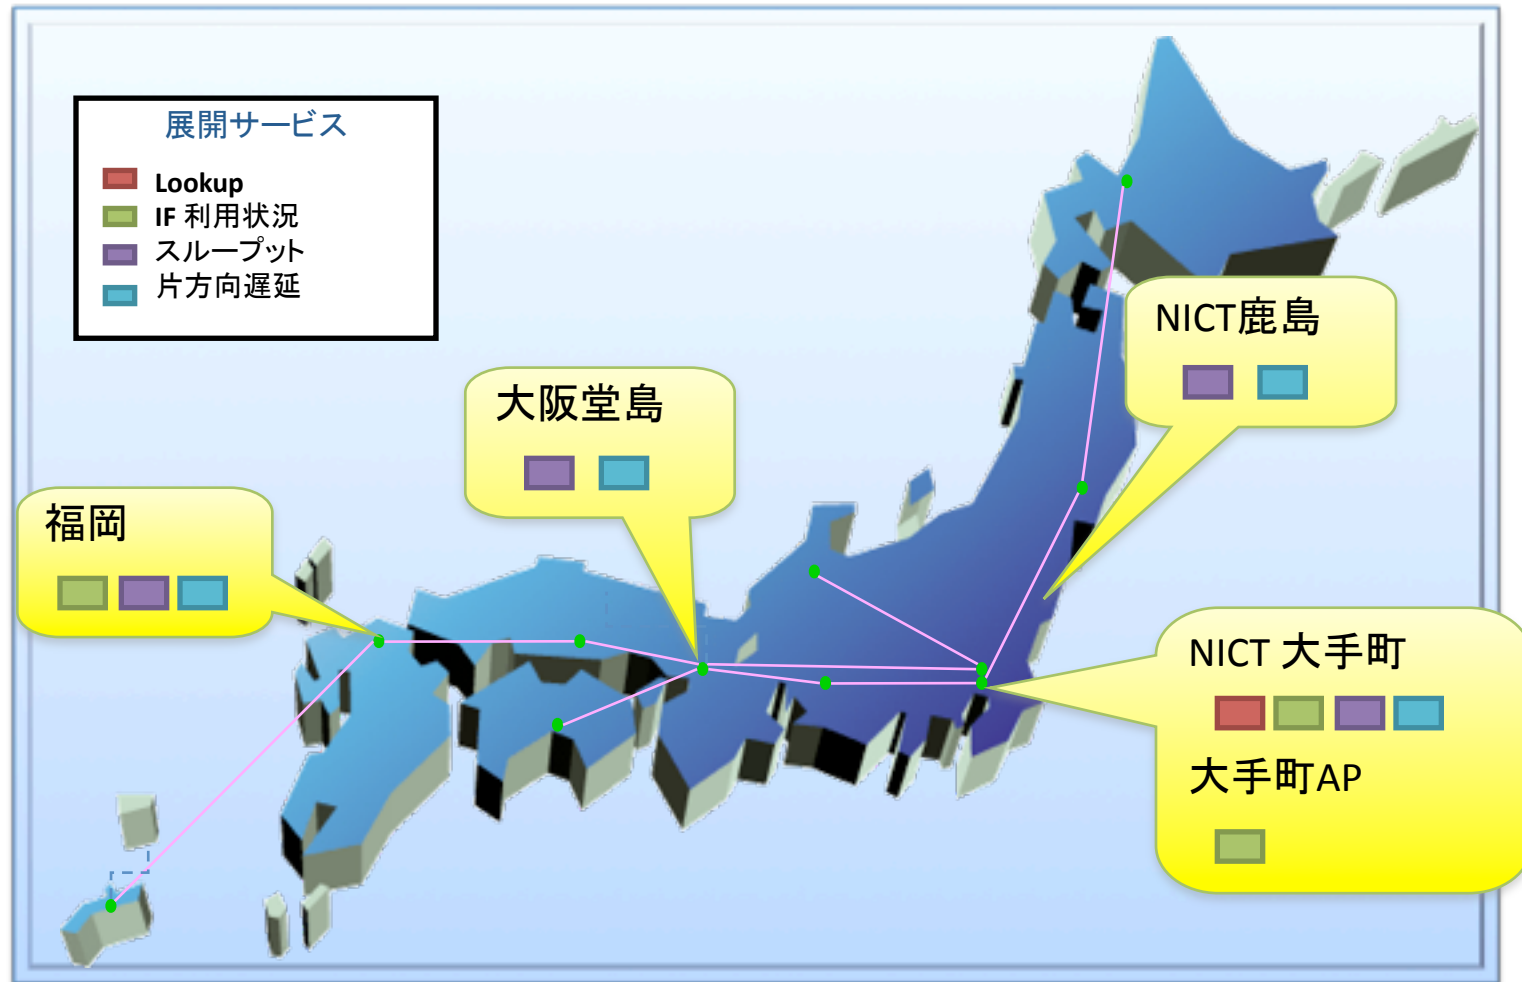 展開サービス
Lookup
IF 利用状況
スループット
片方向遅延
NICT鹿島
大阪堂島
福岡
NICT 大手町
大手町AP